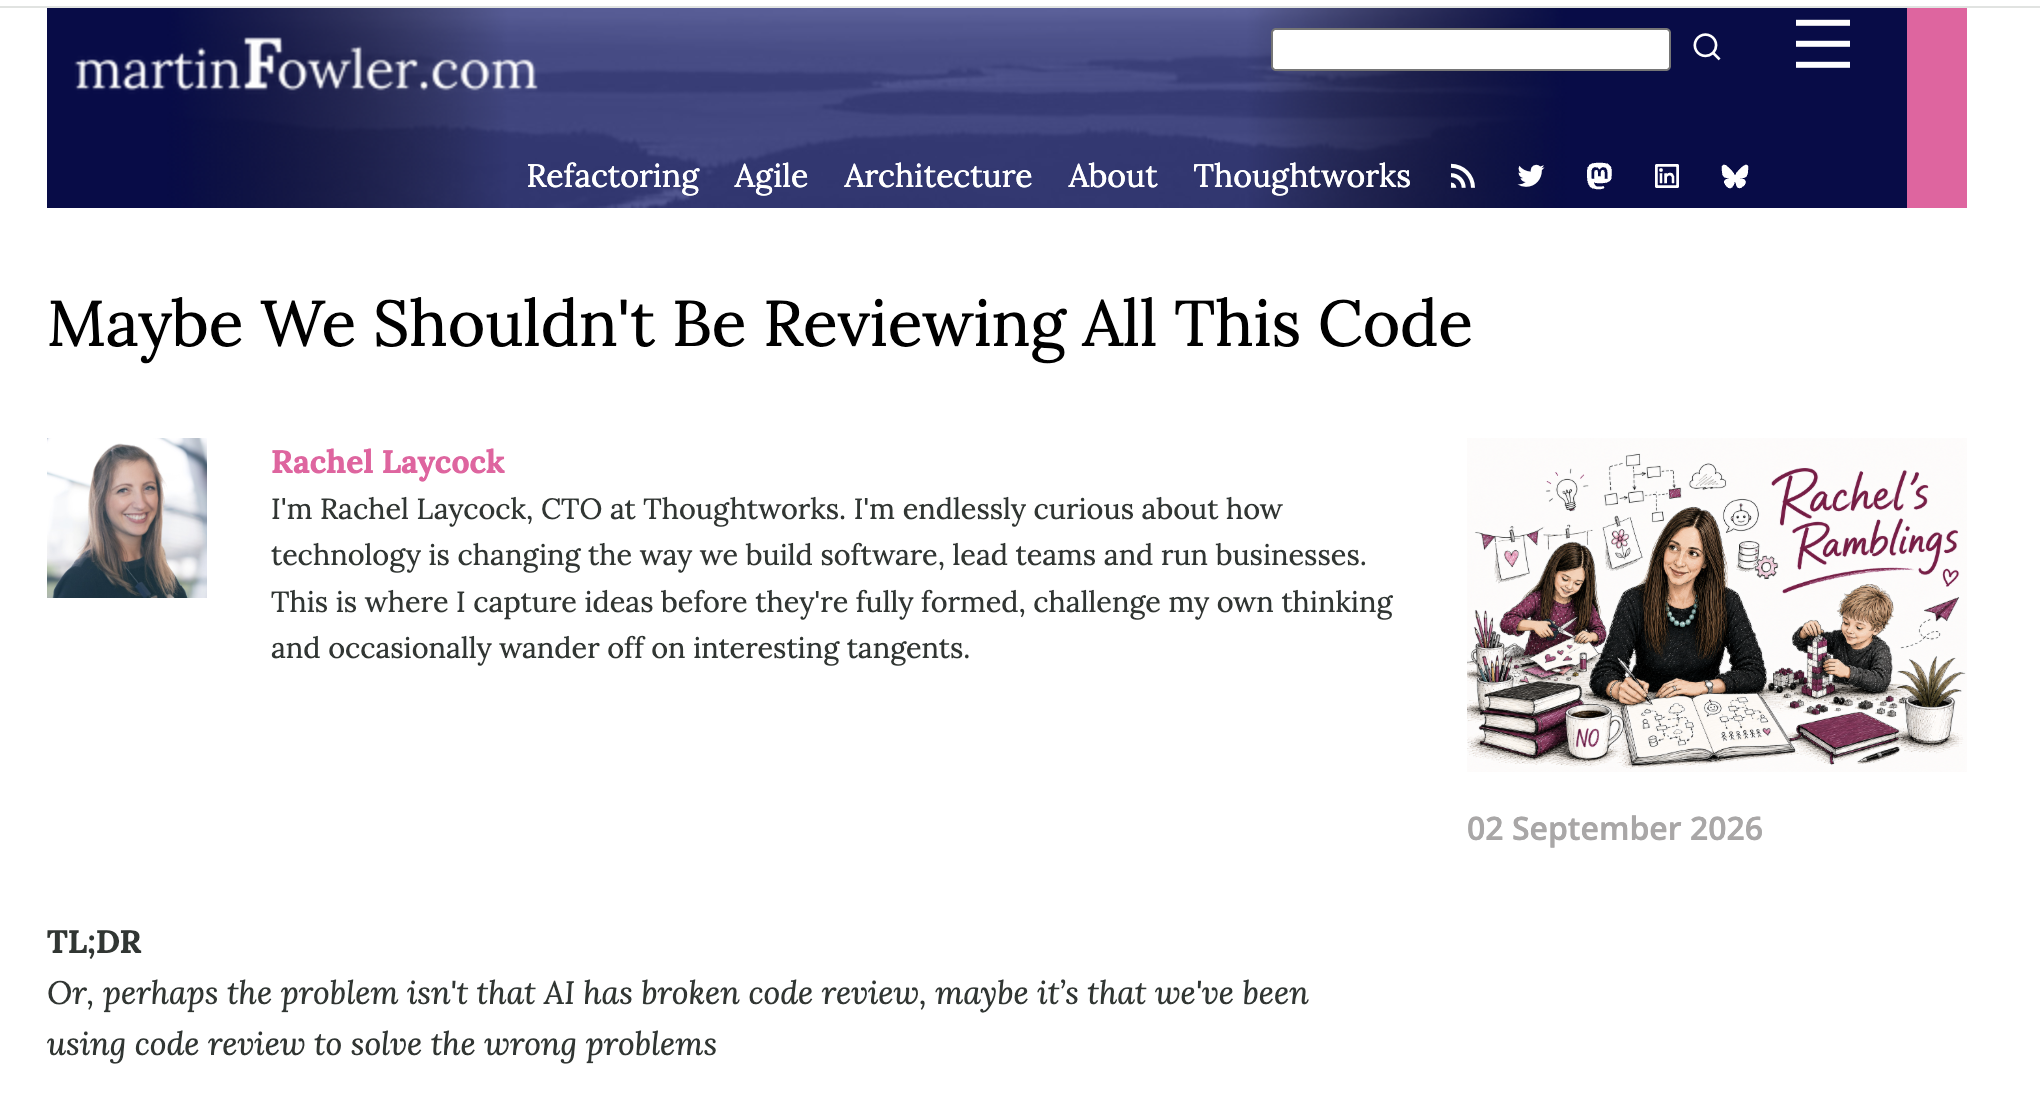 martinFowler.com
Refactoring Agile Architecture About Thoughtworks
Maybe We Shouldn't Be Reviewing All This Code
Rachel Laycock
I'm Rachel Laycock, CTO at Thoughtworks. I'm endlessly curious about how
technology is changing the way we build software, lead teams and run businesses.
This is where I capture ideas before they're fully formed, challenge my own thinking
and occasionally wander off on interesting tangents.
Rachel's
Ramblings
NO
02 September 2026
TL;DR
Or, perhaps the problem isn't that AI has broken code review, maybe it’s that we've been
using code review to solve the wrong problems